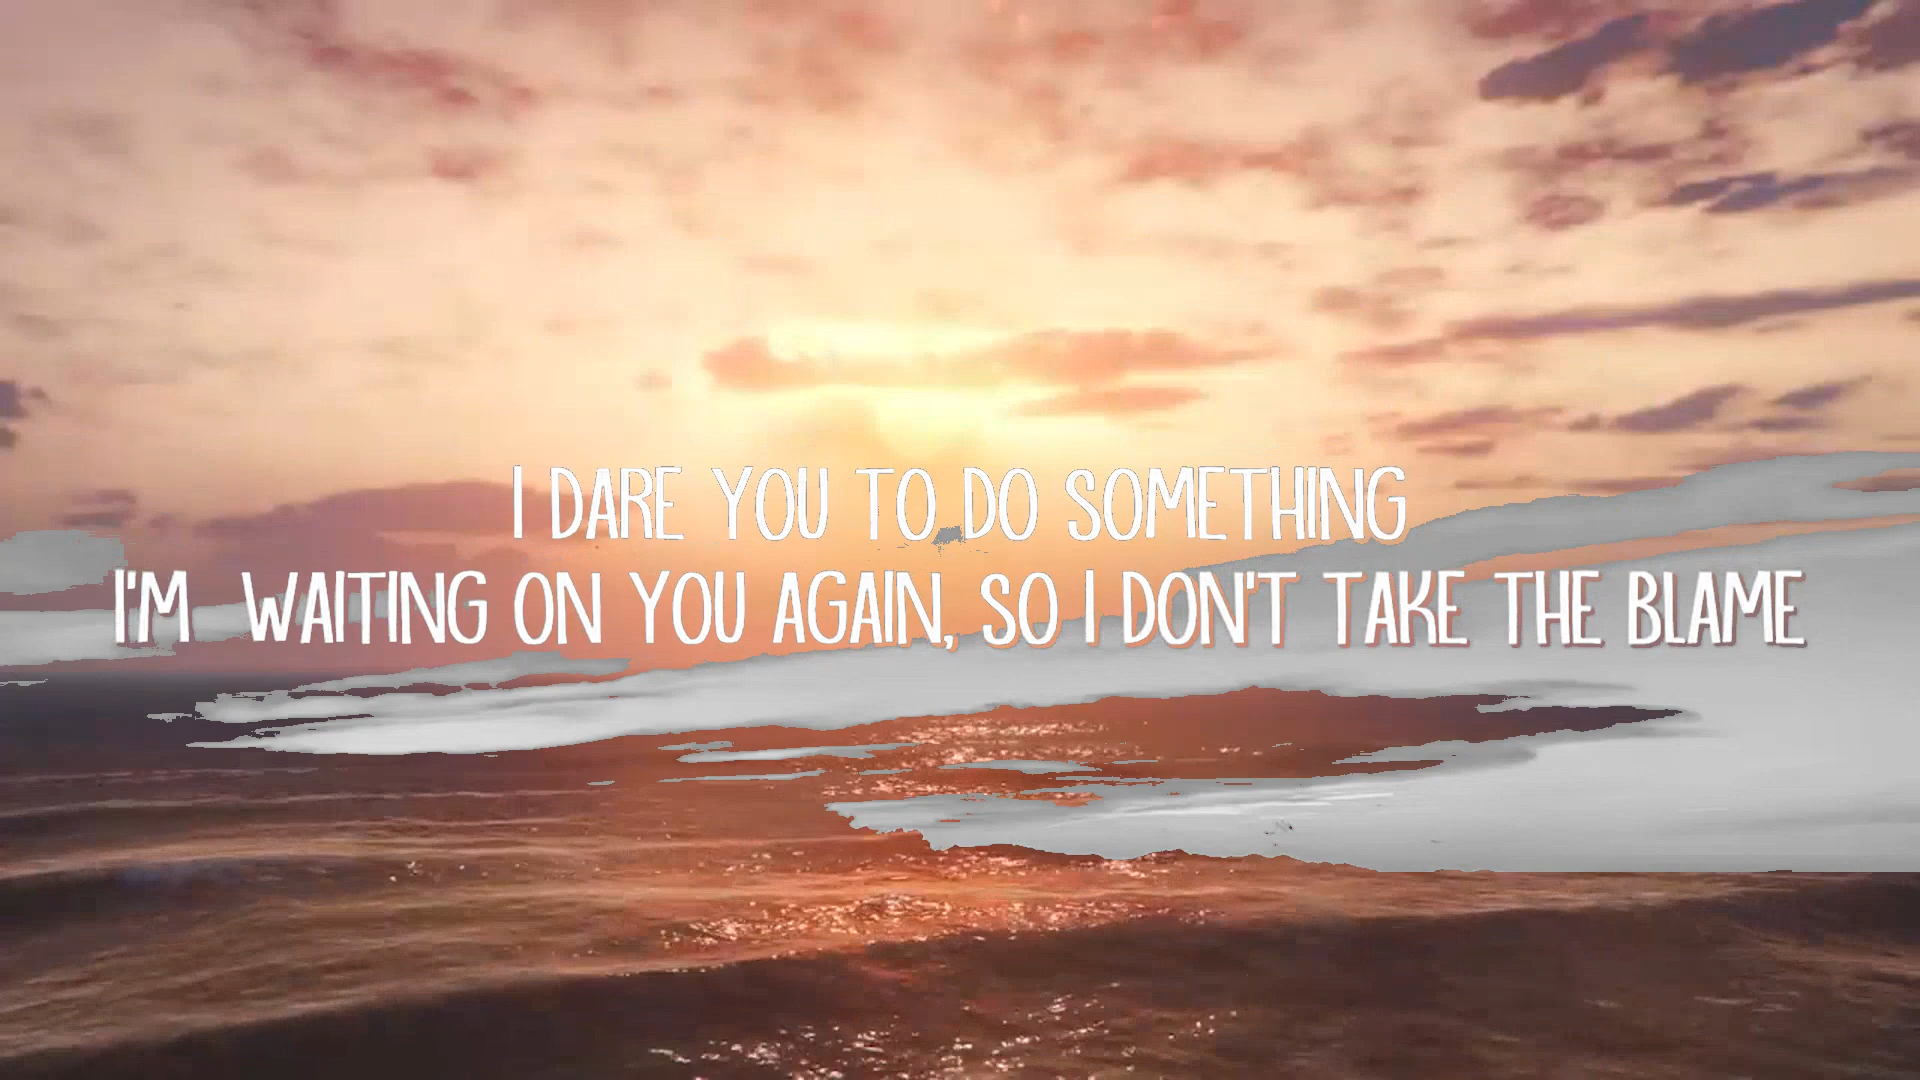 I DARE YOU TO DO SOMETHING
I'M WAITING ON YOU AGAIN, SO I DON'T TAKE THE BLAME